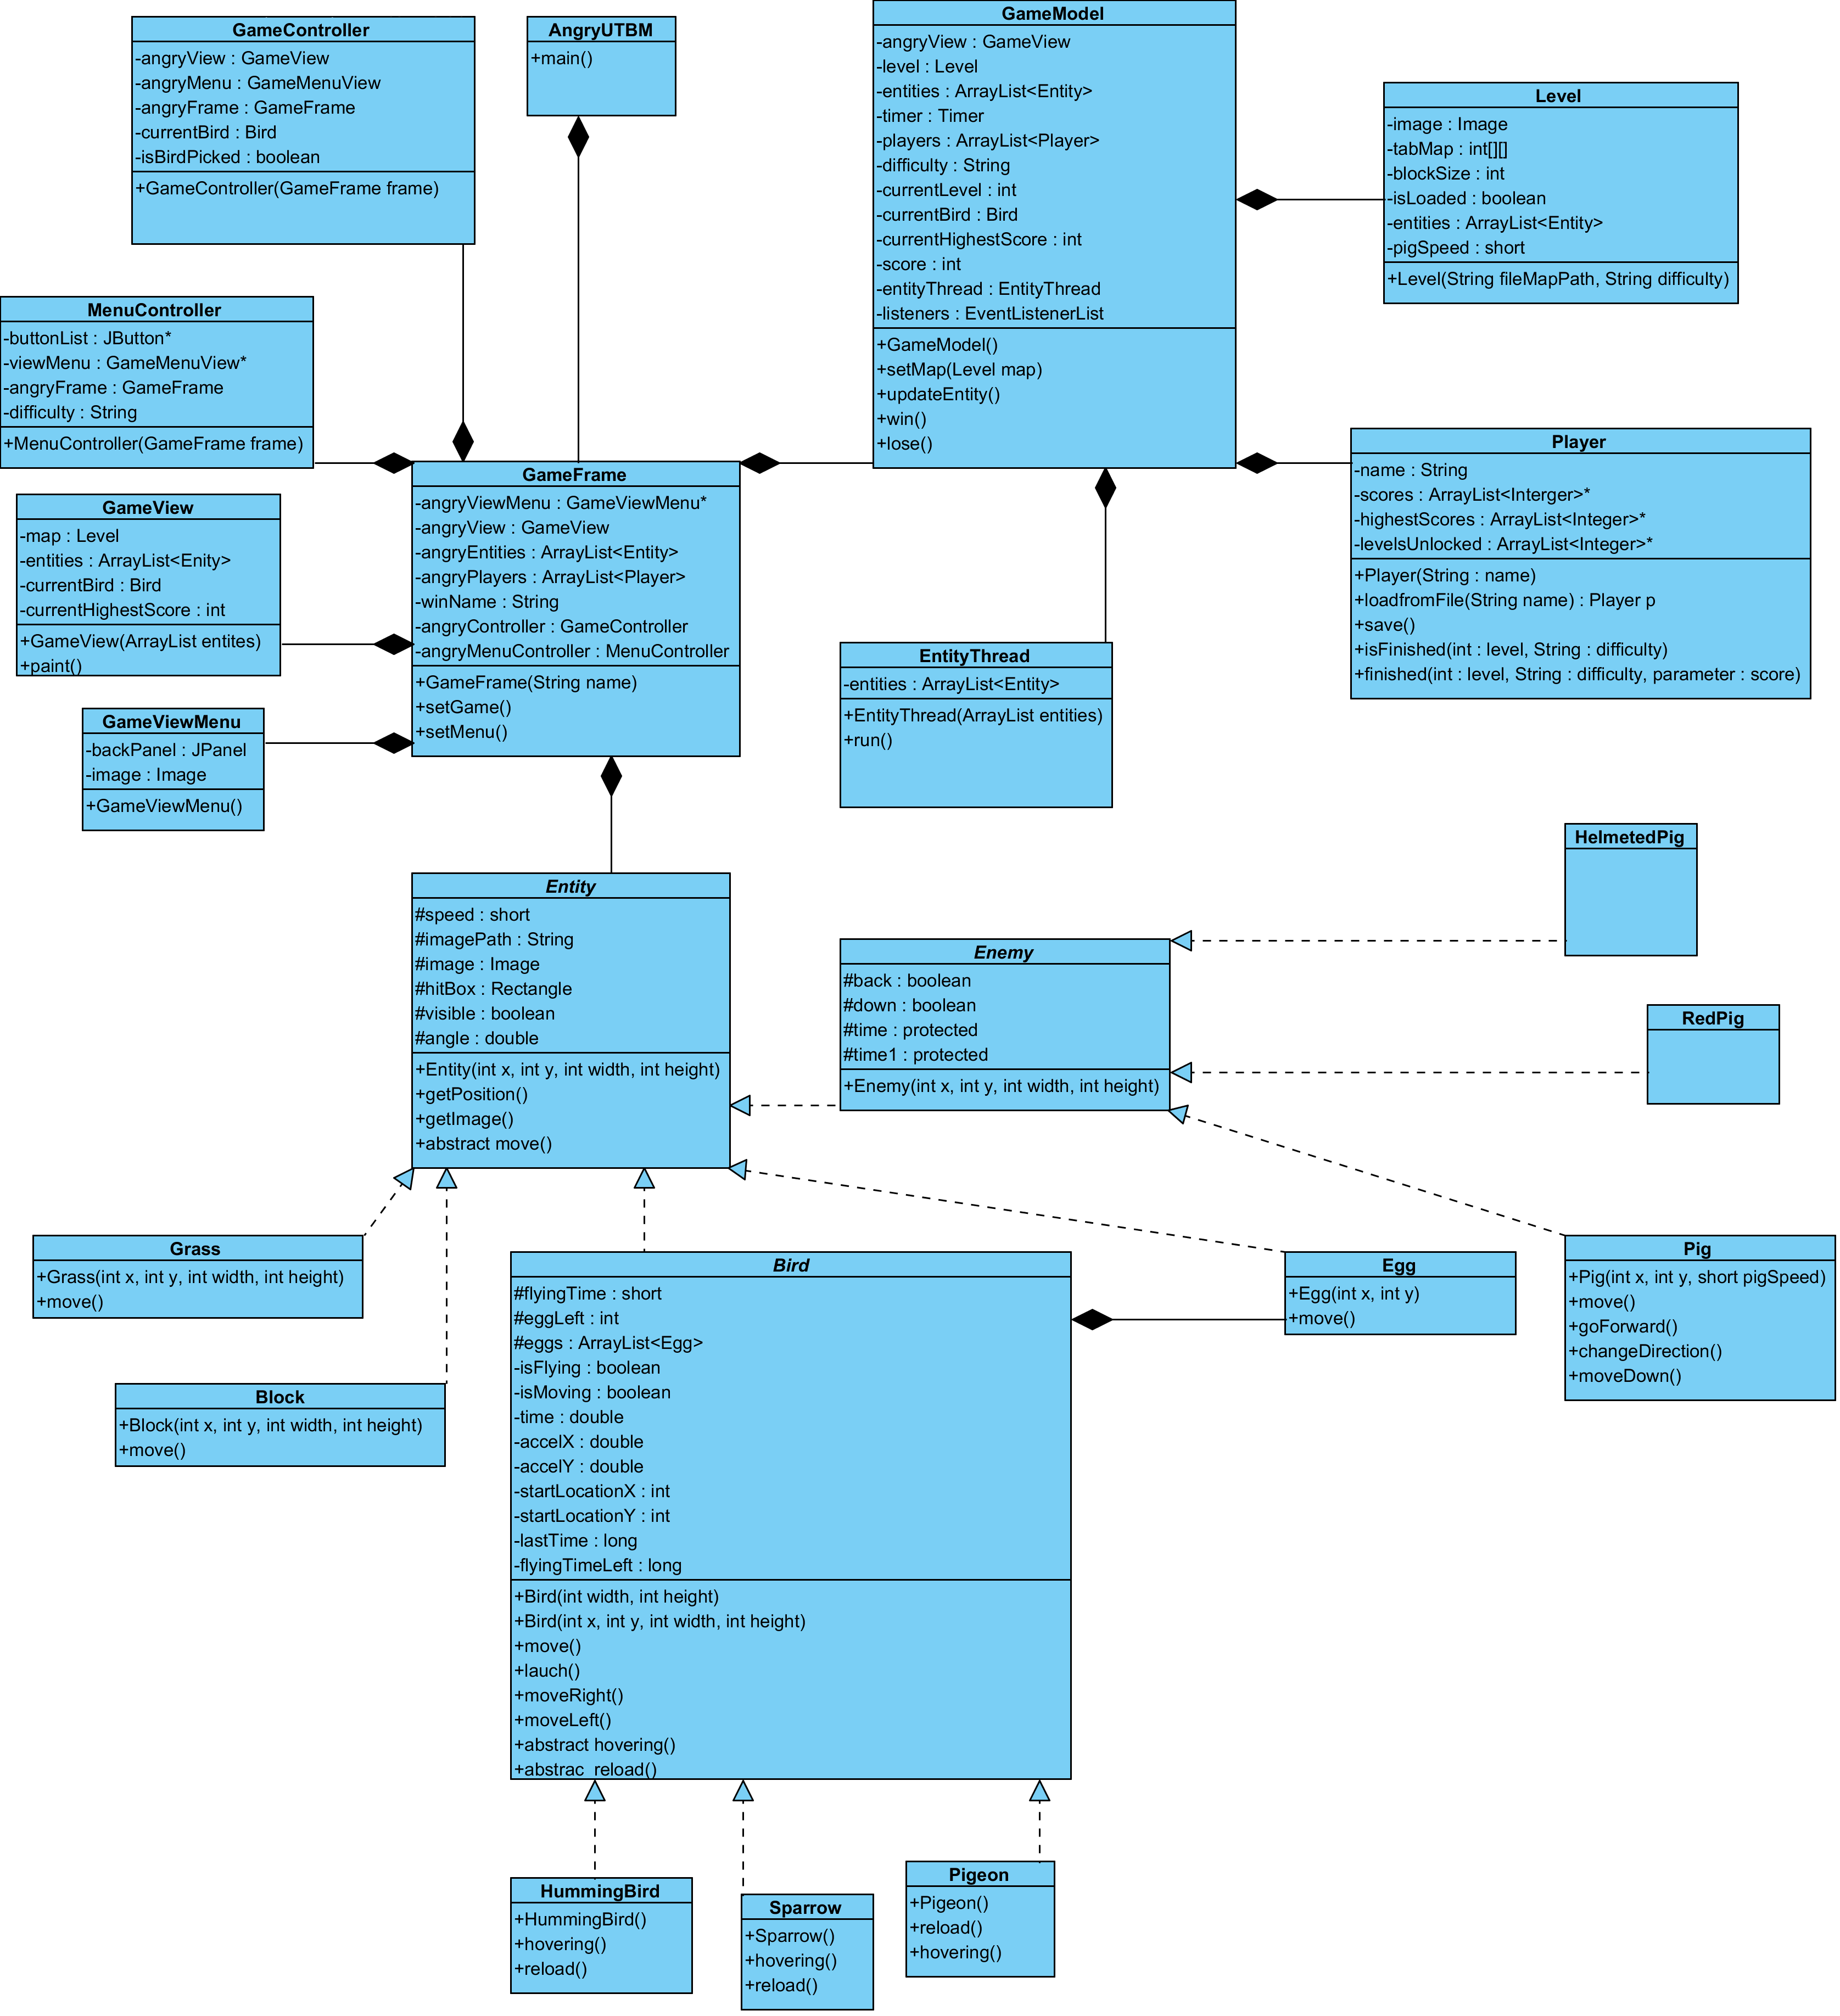 GameController
-angryView : GameView
-angryMenu : GameMenuView
-angryFrame : GameFrame
-currentBird : Bird
-isBirdPicked : boolean
+GameController(GameFrame frame)
AngryUTBM
+main()
GameModel
-angryView : GameView
-level : Level
-entities : ArrayList<Entity>
-timer : Timer
-players : ArrayList<Player>
-difficulty : String
-currentLevel : int
-currentBird : Bird
-currentHighestScore : int
-score : int
-entityThread : EntityThread
-listeners : EventListenerList
+GameModel()
+setMap(Level map)
+updateEntity()
+win()
+lose()
Level
-image : Image
-tabMap : int[][]
-blockSize : int
-isLoaded : boolean
-entities : ArrayList<Entity>
-pigSpeed : short
+Level(String fileMapPath, String difficulty)
MenuController
-buttonList : JButton*
-viewMenu : GameMenuView*
-angryFrame : GameFrame
-difficulty : String
+MenuController(GameFrame frame)
Player
-name : String
-scores : ArrayList<Interger>*
-highestScores : ArrayList<Integer>*
-levelsUnlocked : ArrayList<Integer>*
+Player(String : name)
+loadfromFile(String name) : Player p
+save()
+isFinished(int : level, String : difficulty)
+finished(int : level, String : difficulty, parameter : score)
GameFrame
-angryViewMenu : GameViewMenu*
-angryView : GameView
-angryEntities : ArrayList<Entity>
-angryPlayers : ArrayList<Player>
-winName : String
-angryController : GameController
-angryMenuController : MenuController
+GameFrame(String name)
+setGame()
+setMenu()
GameView
-map : Level
-entities : ArrayList<Enity>
-currentBird : Bird
-currentHighestScore : int
+GameView(ArrayList entites)
+paint()
EntityThread
-entities : ArrayList<Entity>
+EntityThread(ArrayList entities)
+run()
GameViewMenu
-backPanel : JPanel
-image : Image
+GameViewMenu()
HelmetedPig
Entity
#speed : short
#imagePath : String
#image : Image
#hitBox : Rectangle
#visible : boolean
#angle : double
+Entity(int x, int y, int width, int height)
+getPosition()
+getImage()
+abstract move()
Enemy
#back : boolean
#down : boolean
#time : protected
#time1 : protected
+Enemy(int x, int y, int width, int height)
RedPig
Grass
+Grass(int x, int y, int width, int height)
+move()
Bird
#flyingTime : short
#eggLeft : int
#eggs : ArrayList<Egg>
-isFlying : boolean
-isMoving : boolean
-time : double
-accelX : double
-accelY : double
-startLocationX : int
-startLocationY : int
-lastTime : long
-flyingTimeLeft : long
+Bird(int width, int height)
+Bird(int x, int y, int width, int height)
+move()
+lauch()
+moveRight()
+moveLeft()
+abstract hovering()
+abstrac  reload()
Egg
+Egg(int x, int y)
+move()
Pig
+Pig(int x, int y, short pigSpeed)
+move()
+goForward()
+changeDirection()
+moveDown()
Block
+Block(int x, int y, int width, int height)
+move()
HummingBird
+HummingBird()
+hovering()
+reload()
Sparrow
+Sparrow()
+hovering()
+reload()
Pigeon
+Pigeon()
+reload()
+hovering()